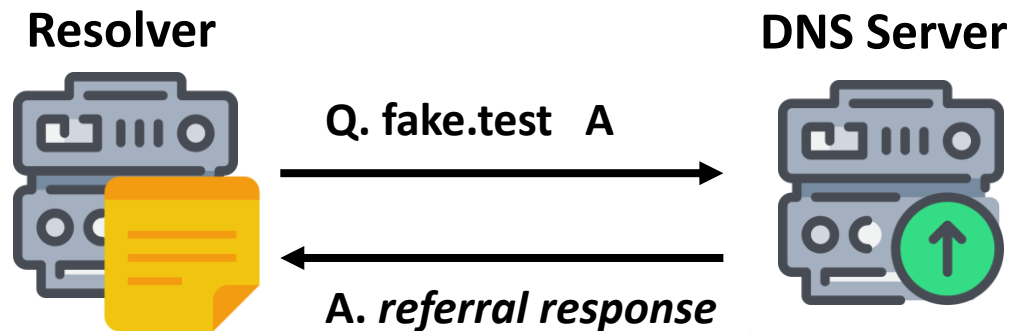 Resolver
DNS Server
Q. fake.test A
A. referral response